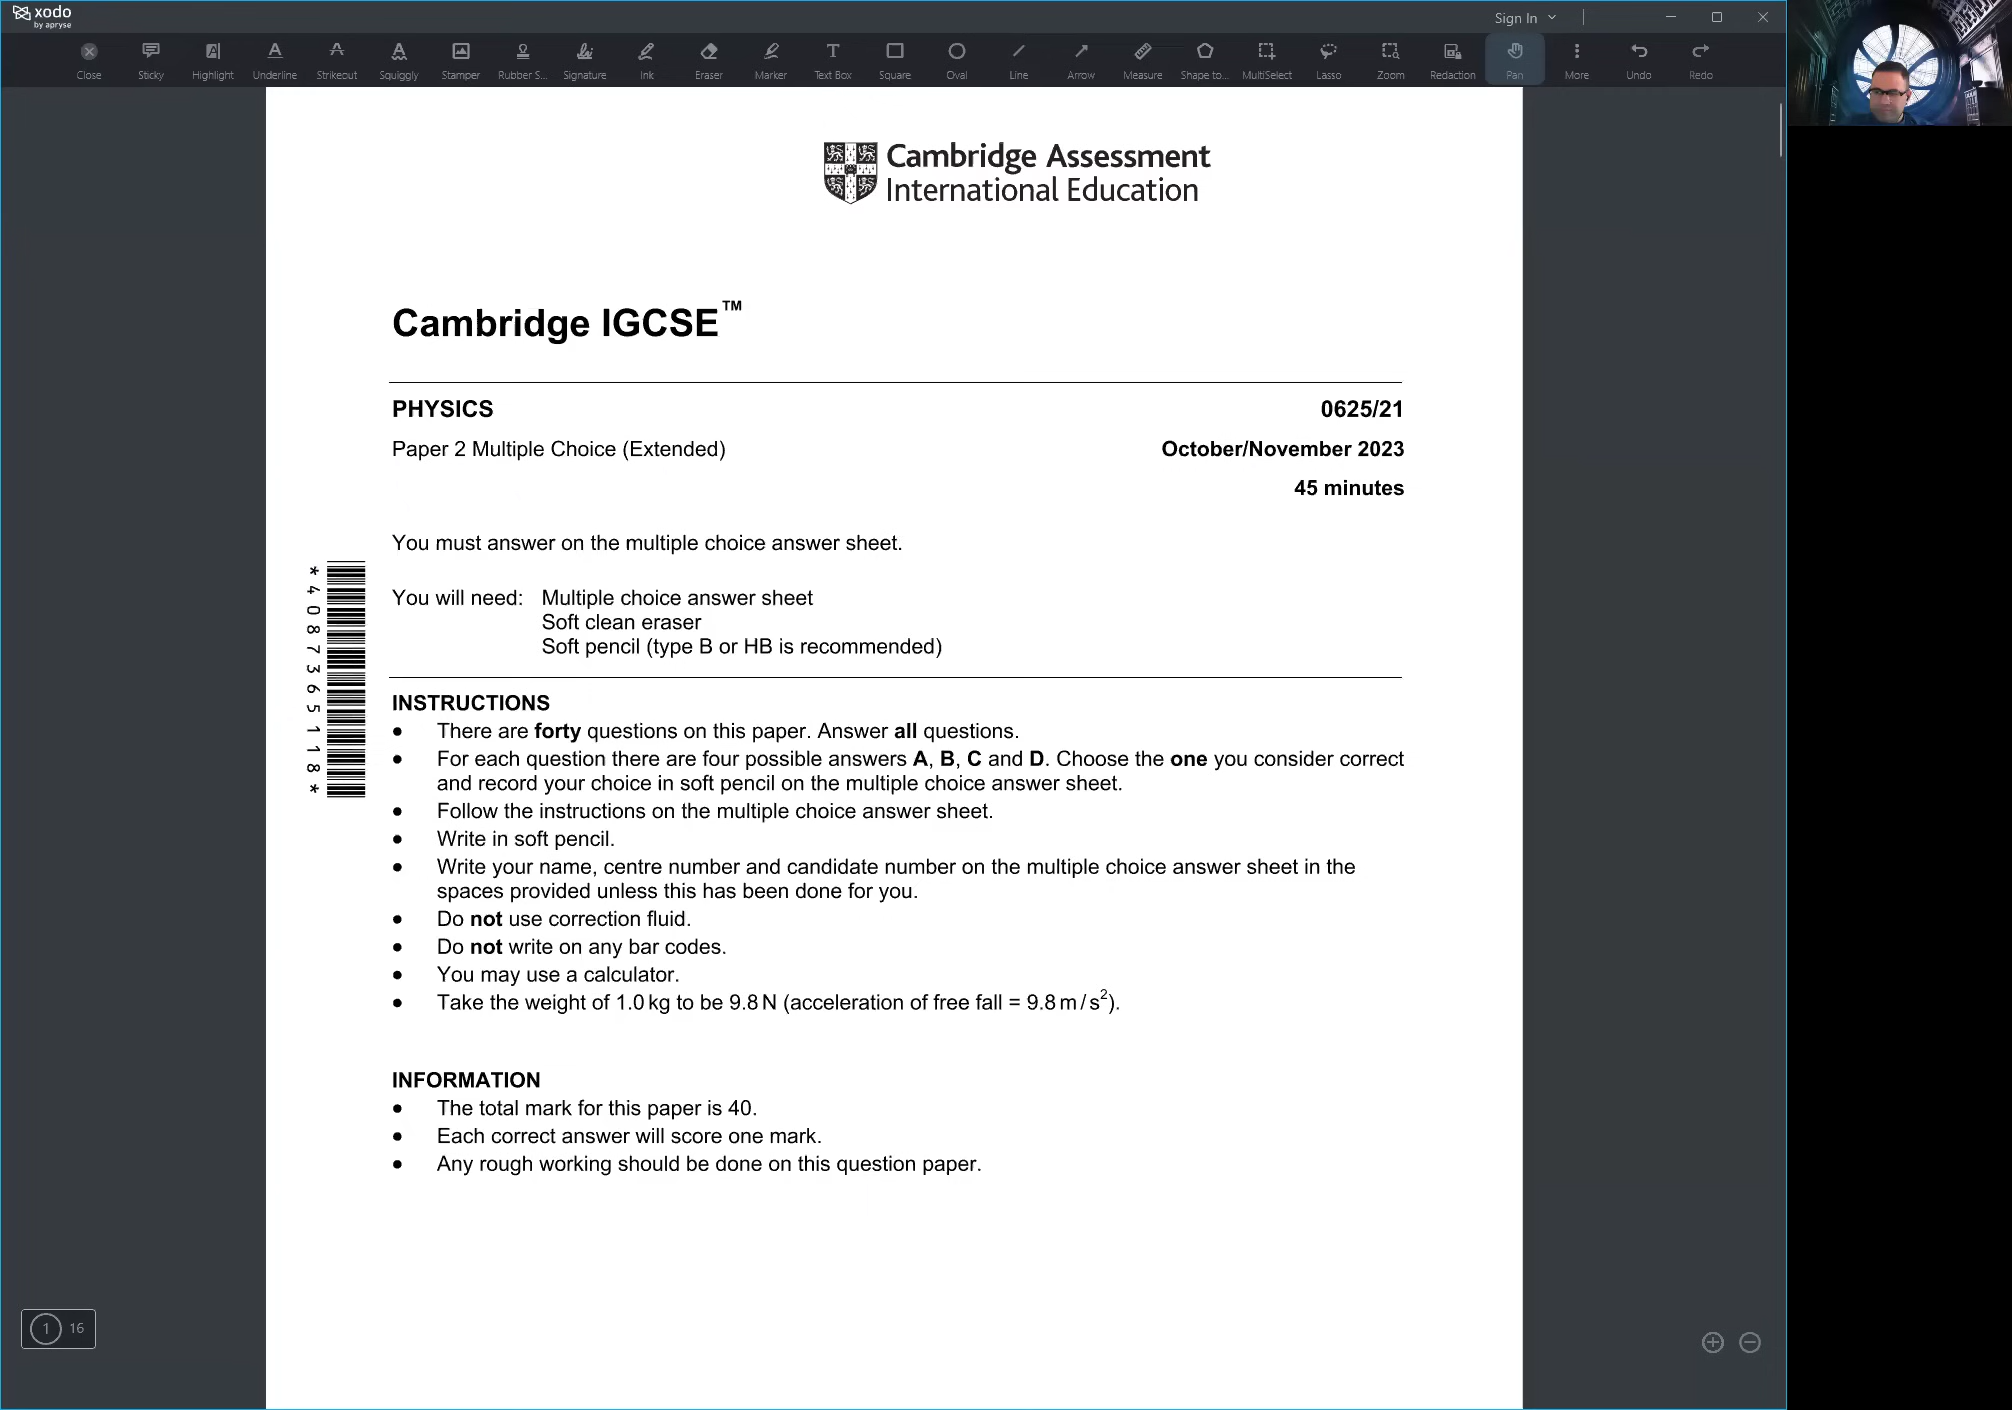 xodo
by apryse
Sign In
Close
Sticky
Highlight
Underline
Strikeout
Squiggly
Stamper
Rubber S...
Signature
Ink
Eraser
Marker
Text Box
Square
Oval
Line
Arrow
Measure
Shape to...
MultiSelect
Lasso
Zoom
Redaction
Pan
More
Undo
Redo
Cambridge Assessment
International Education
Cambridge IGCSE™
PHYSICS 0625/21
Paper 2 Multiple Choice (Extended) October/November 2023
45 minutes
You must answer on the multiple choice answer sheet.
You will need: Multiple choice answer sheet
Soft clean eraser
Soft pencil (type B or HB is recommended)
*4087365118*
INSTRUCTIONS
● There are forty questions on this paper. Answer all questions.
● For each question there are four possible answers A, B, C and D. Choose the one you consider correct
and record your choice in soft pencil on the multiple choice answer sheet.
● Follow the instructions on the multiple choice answer sheet.
● Write in soft pencil.
● Write your name, centre number and candidate number on the multiple choice answer sheet in the
spaces provided unless this has been done for you.
● Do not use correction fluid.
● Do not write on any bar codes.
● You may use a calculator.
● Take the weight of 1.0 kg to be 9.8 N (acceleration of free fall = 9.8 m / s²).
INFORMATION
● The total mark for this paper is 40.
● Each correct answer will score one mark.
● Any rough working should be done on this question paper.
1 16